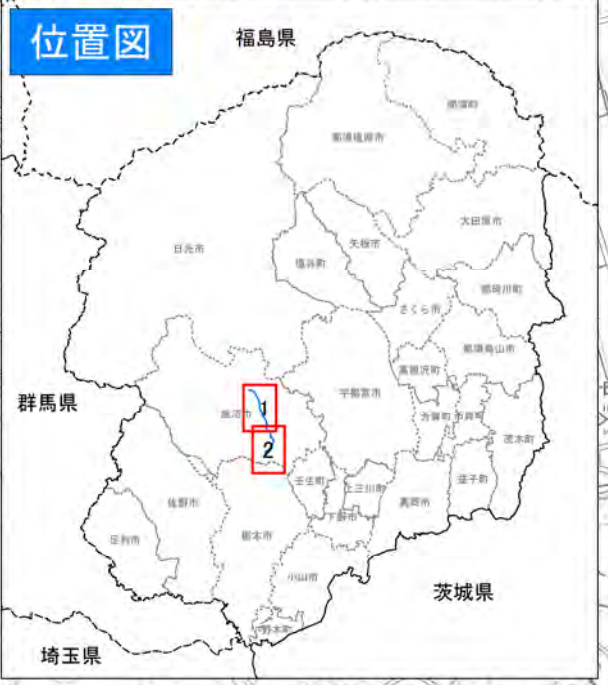 位置図
福島県
那須町
那須塩原市
大田原市
日光市
矢板市
塩谷町
那珂川町
さくら市
那須烏山市
高根沢町
宇都宮市
群馬県
鹿沼市
1
芳賀町
市貝町
茂木町
2
壬生町
上三川町
益子町
真岡市
佐野市
下野市
栃木市
足利市
小山市
茨城県
野木町
埼玉県